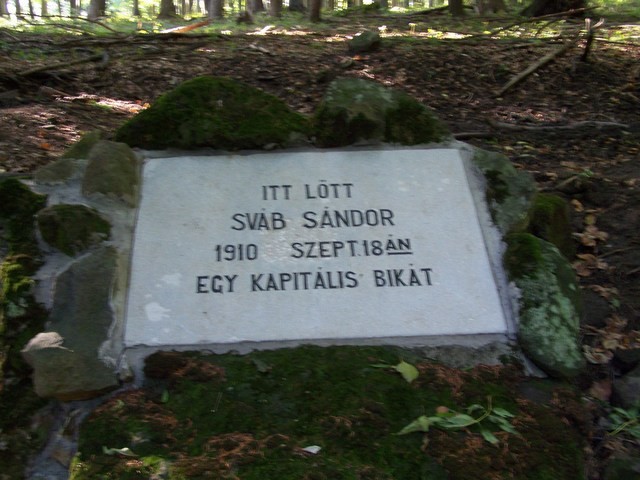 ITT LŐTT
SVÁB SÁNDOR
1910 SZEPT. 18ÁN
EGY KAPITÁLIS BIKÁT